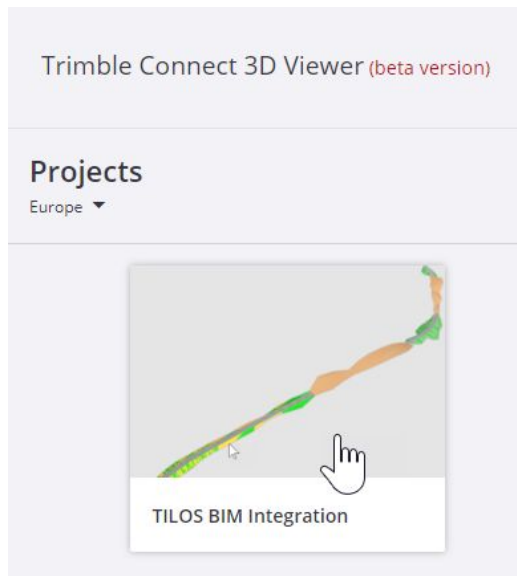 Trimble Connect 3D Viewer (beta version)
Projects
Europe
TILOS BIM Integration